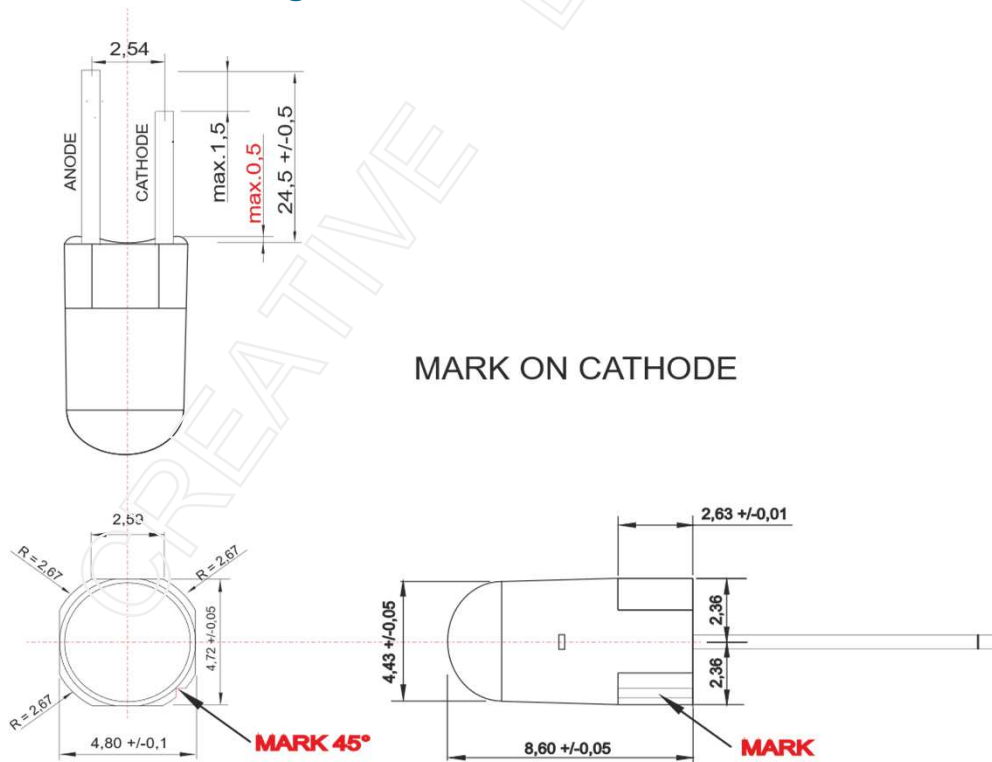 2,54
ANODE
CATHODE
max.1,5
max.0,5
24,5 +/-0,5
MARK ON CATHODE
CREATIVE
R = 2,67
R = 2,67
4,72 +/-0,05
R = 2,67
4,80 +/-0,1
MARK 45°
2,63 +/-0,01
4,43 +/-0,05
2,36
2,36
8,60 +/-0,05
MARK